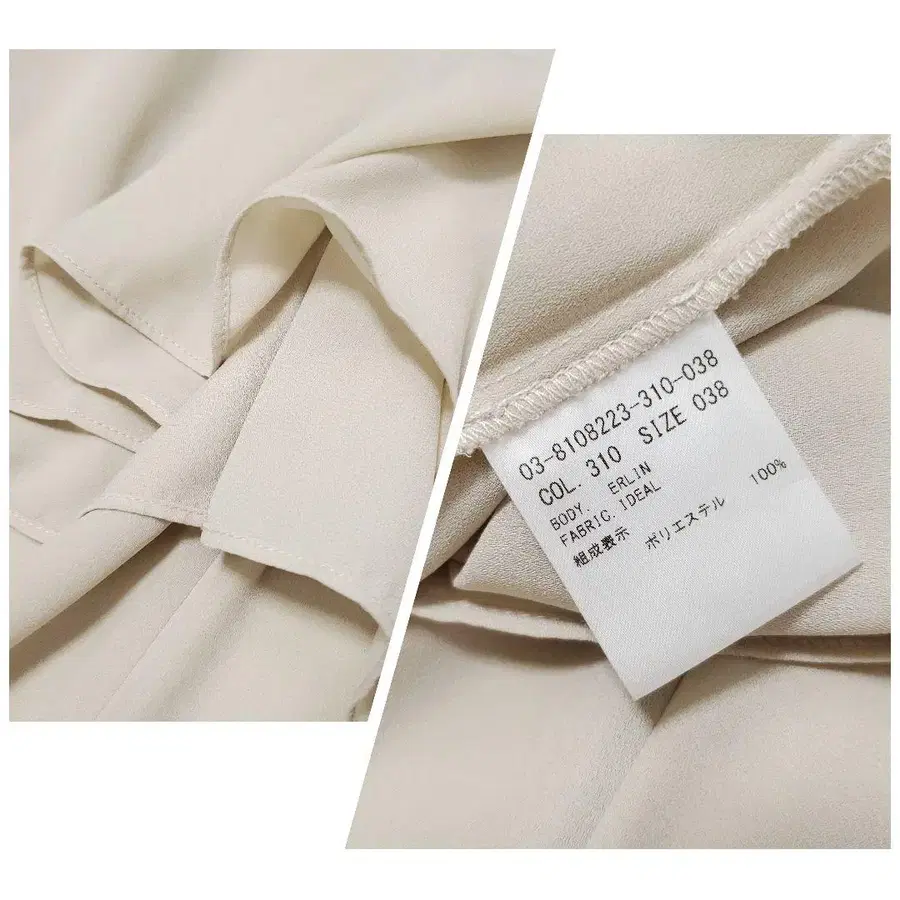 03-8108223-310-038
COL. 310 SIZE 038
BODY. ERLIN
FABRIC. IDEAL
組成表示 ポリエステル 100%